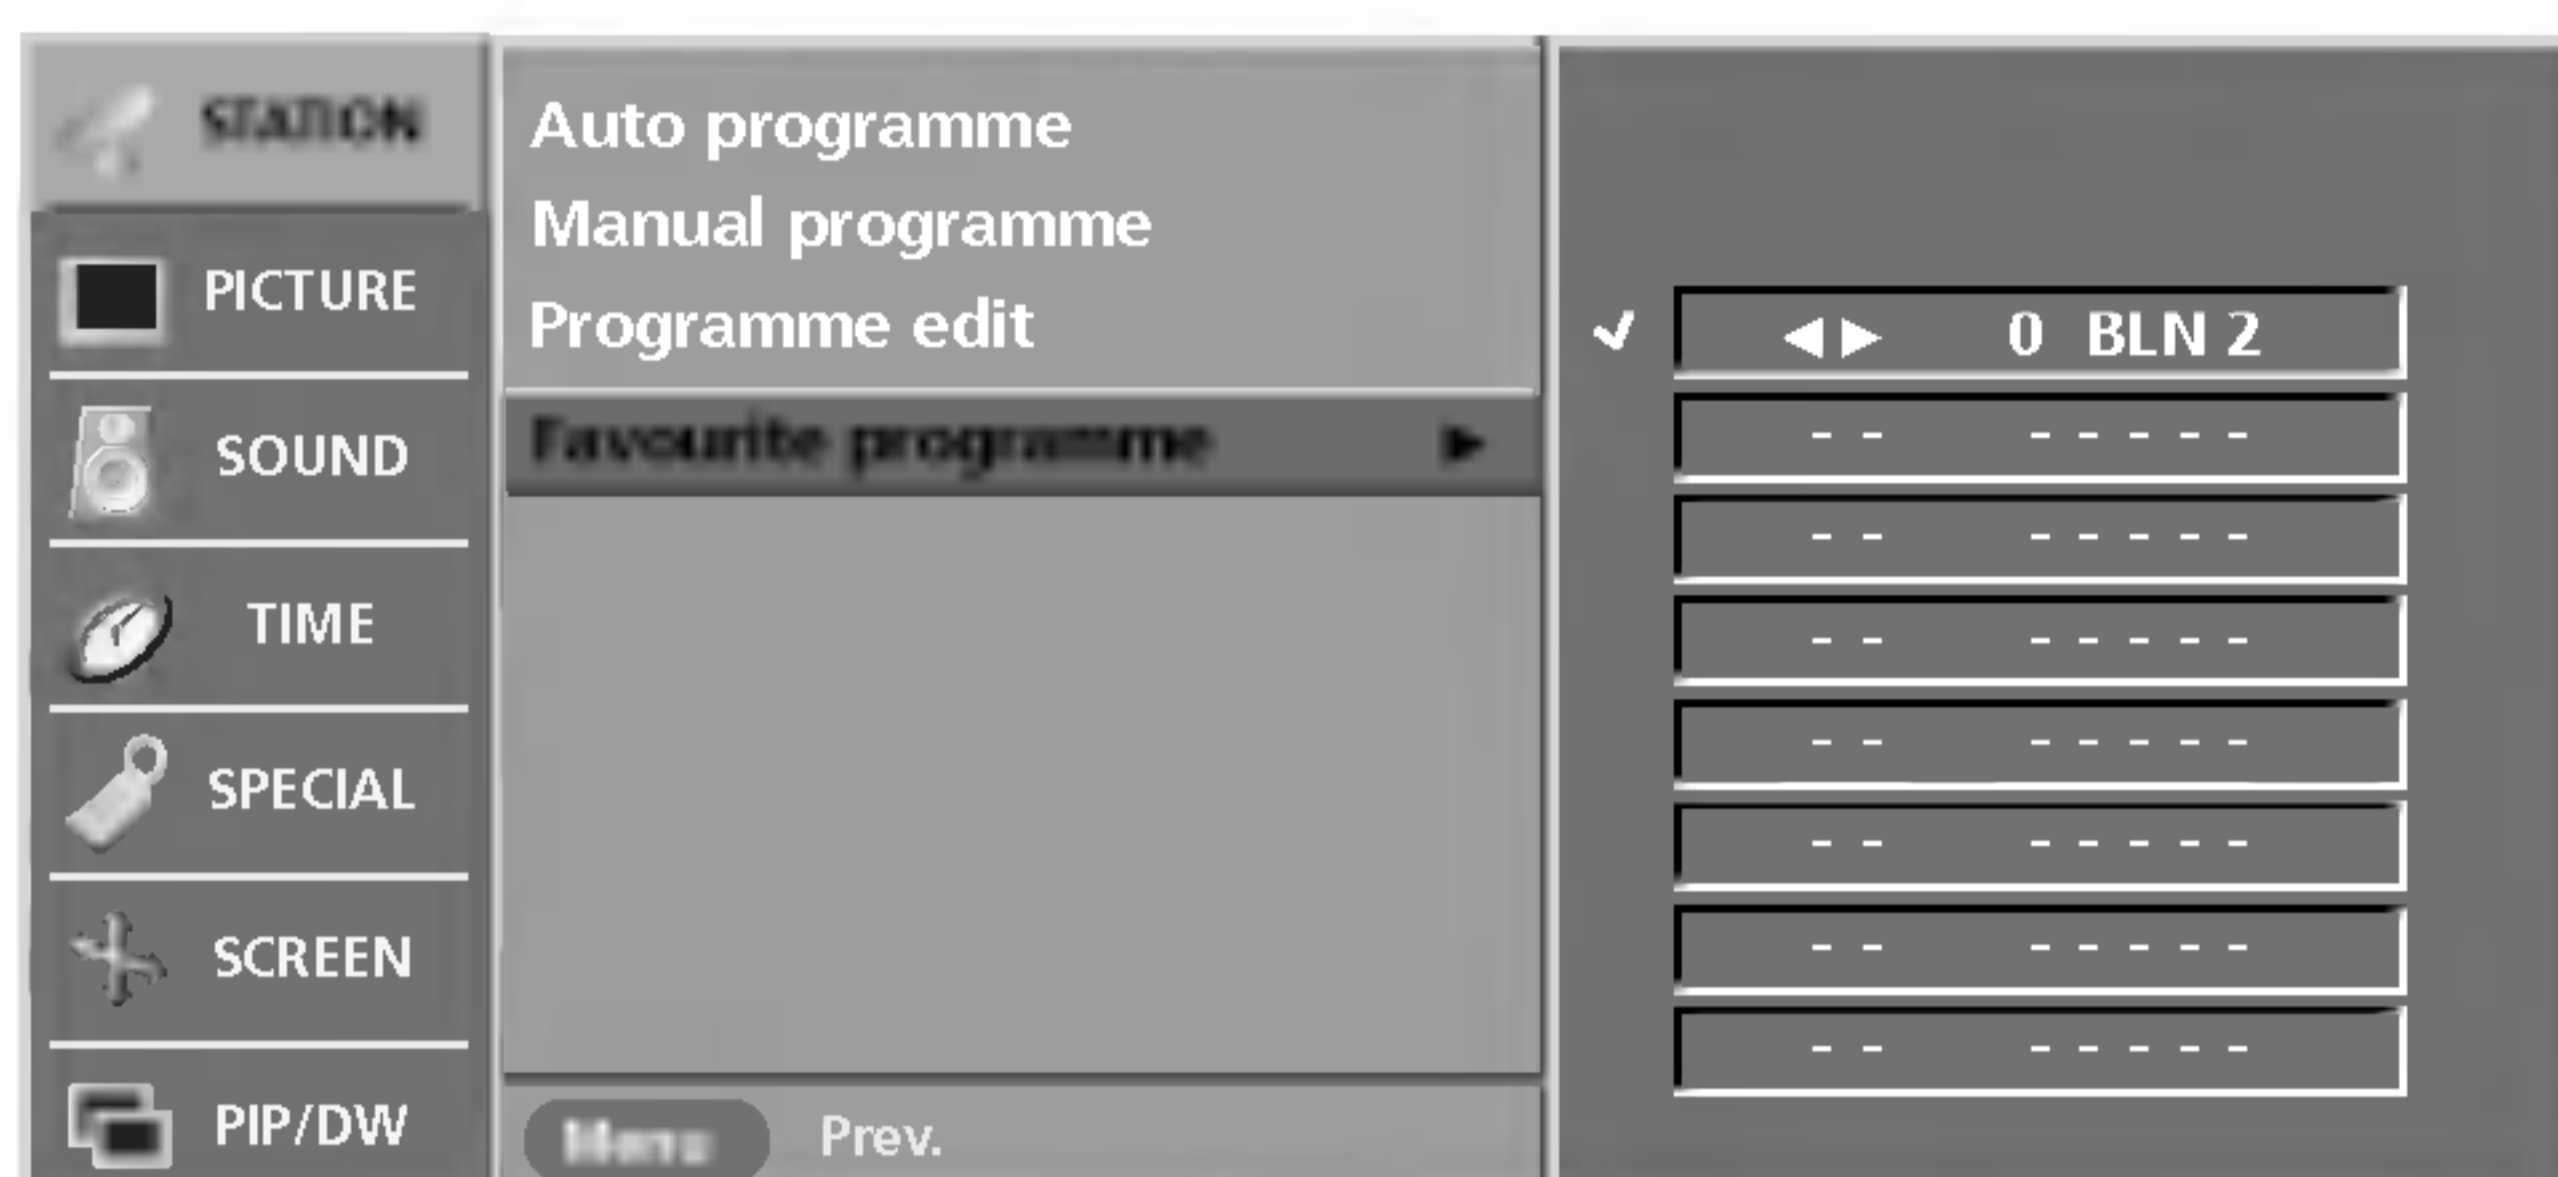 STATION
PICTURE
SOUND
TIME
SPECIAL
SCREEN
PIP/DW
Auto programme
Manual programme
Programme edit
Favourite programme ►
Menu Prev.
✓ ◄► 0 BLN 2
- - - - - - -
- - - - - - -
- - - - - - -
- - - - - - -
- - - - - - -
- - - - - - -
- - - - - - -